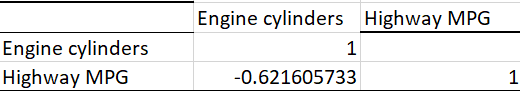 Engine cylinders Highway MPG
Engine cylinders 1
Highway MPG -0.621605733 1